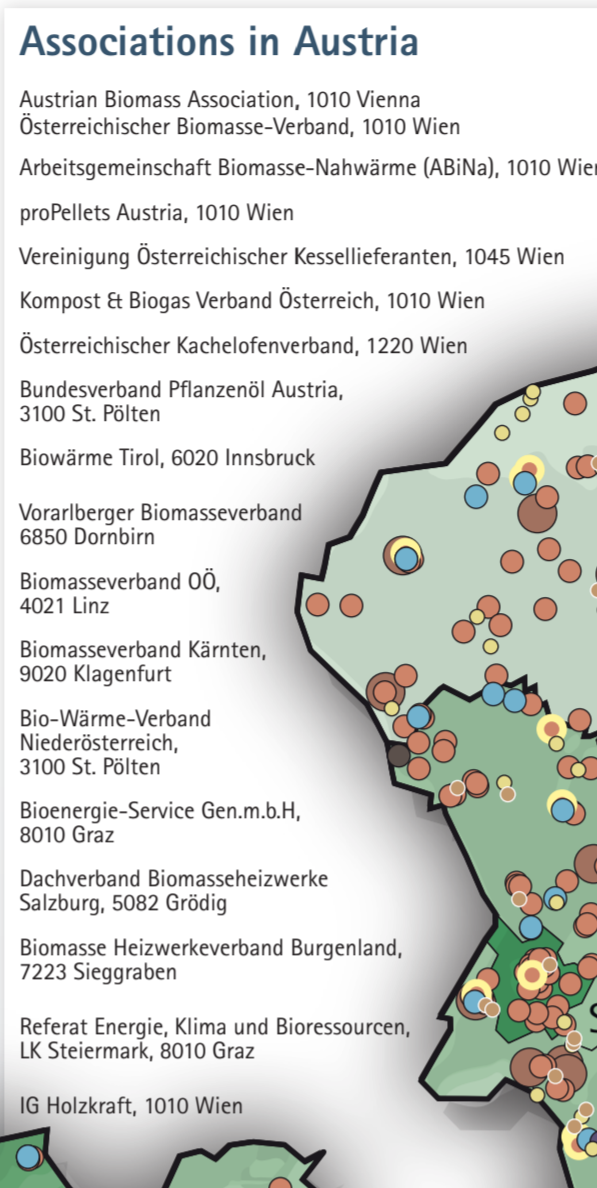 Associations in Austria
Austrian Biomass Association, 1010 Vienna
Österreichischer Biomasse-Verband, 1010 Wien
Arbeitsgemeinschaft Biomasse-Nahwärme (ABiNa), 1010 Wien
proPellets Austria, 1010 Wien
Vereinigung Österreichischer Kessellieferanten, 1045 Wien
Kompost & Biogas Verband Österreich, 1010 Wien
Österreichischer Kachelofenverband, 1220 Wien
Bundesverband Pflanzenöl Austria,
3100 St. Pölten
Biowärme Tirol, 6020 Innsbruck
Vorarlberger Biomasseverband
6850 Dornbirn
Biomasseverband OÖ,
4021 Linz
Biomasseverband Kärnten,
9020 Klagenfurt
Bio-Wärme-Verband
Niederösterreich,
3100 St. Pölten
Bioenergie-Service Gen.m.b.H,
8010 Graz
Dachverband Biomasseheizwerke
Salzburg, 5082 Grödig
Biomasse Heizwerkeverband Burgenland,
7223 Sieggraben
Referat Energie, Klima und Bioressourcen,
LK Steiermark, 8010 Graz
IG Holzkraft, 1010 Wien